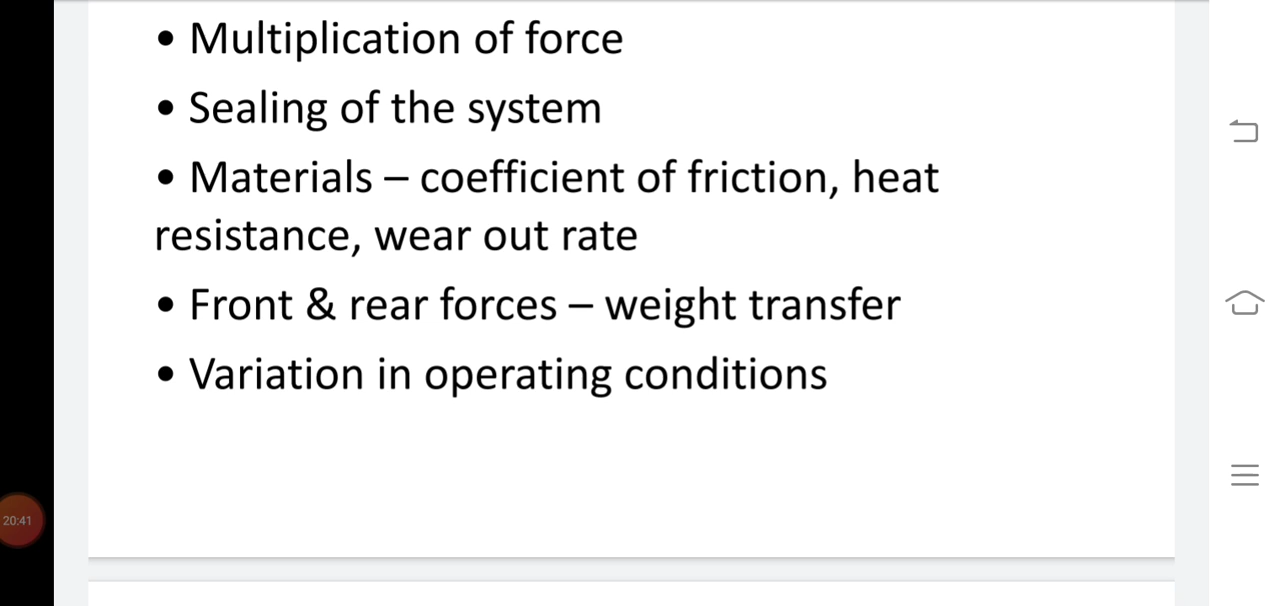 • Multiplication of force
• Sealing of the system
• Materials – coefficient of friction, heat
resistance, wear out rate
• Front & rear forces – weight transfer
• Variation in operating conditions
20:41